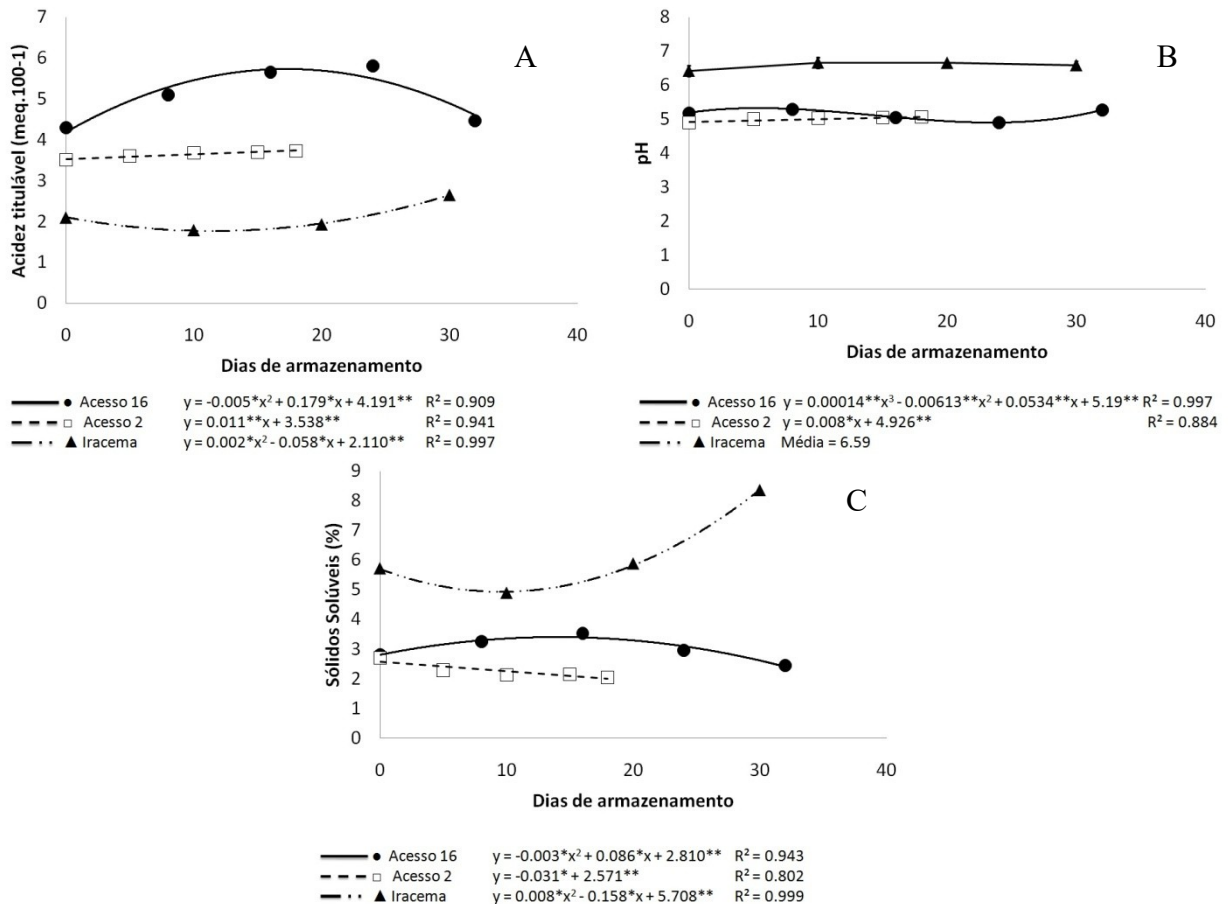 A
Acidez titulável (meq.100-1)
7
6
5
4
3
2
1
0
0 10 20 30 40
Dias de armazenamento
Acesso 16 y = -0.005*x² + 0.179*x + 4.191** R² = 0.909
Acesso 2 y = 0.011**x + 3.538** R² = 0.941
Iracema y = 0.002*x² - 0.058*x + 2.110** R² = 0.997
B
pH
8
7
6
5
4
3
2
1
0
0 10 20 30 40
Dias de armazenamento
Acesso 16 y = 0.00014**x³ - 0.00613**x² + 0.0534**x + 5.19** R² = 0.997
Acesso 2 y = 0.008*x + 4.926** R² = 0.884
Iracema Média = 6.59
C
Sólidos Solúveis (%)
9
8
7
6
5
4
3
2
1
0
0 10 20 30 40
Dias de armazenamento
Acesso 16 y = -0.003*x² + 0.086*x + 2.810** R² = 0.943
Acesso 2 y = -0.031* + 2.571** R² = 0.802
Iracema y = 0.008*x² - 0.158*x + 5.708** R² = 0.999